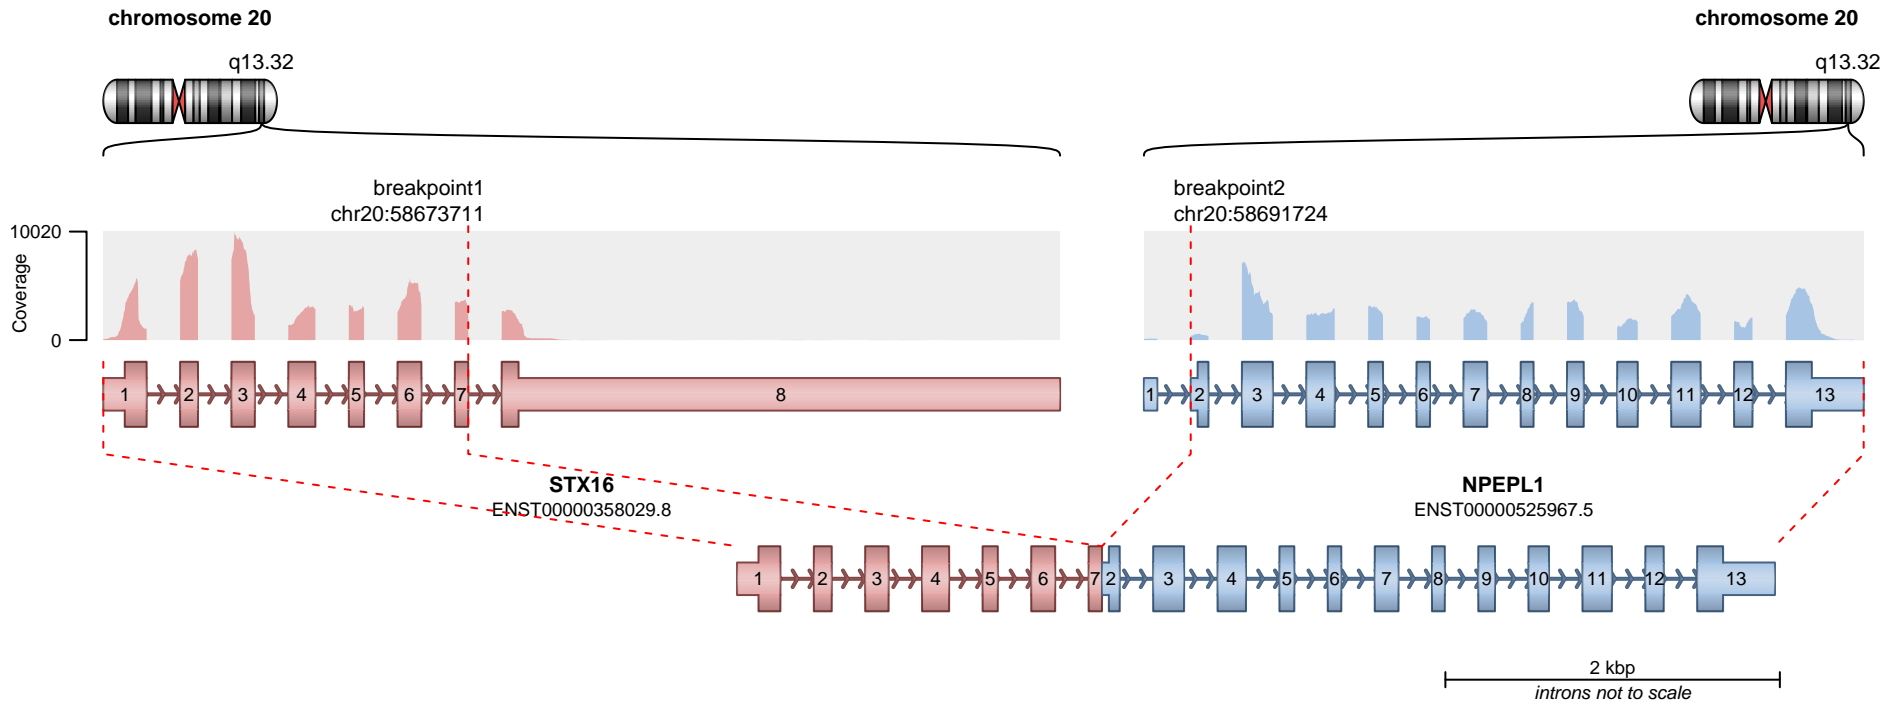 chromosome 20
chromosome 20
q13.32
q13.32
breakpoint1
chr20:58673711
breakpoint2
chr20:58691724
10020
0
Coverage
1 2 3 4 5 6 7 8
1 2 3 4 5 6 7 8 9 10 11 12 13
STX16
ENST00000358029.8
NPEPL1
ENST00000525967.5
1 2 3 4 5 6 7 2 3 4 5 6 7 8 9 10 11 12 13
2 kbp
introns not to scale